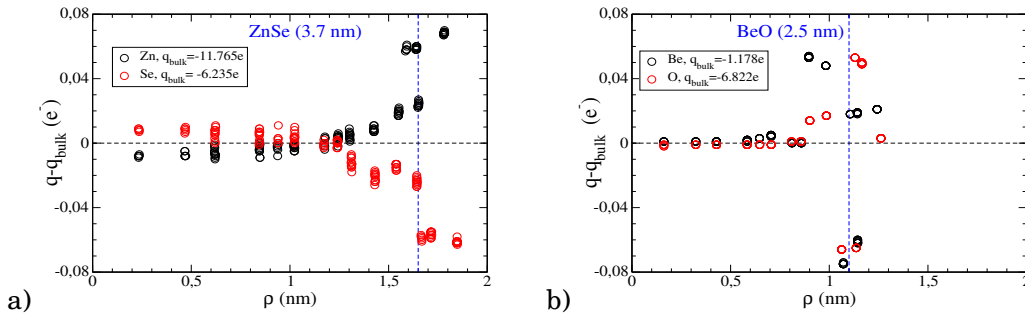 ZnSe (3.7 nm)
Zn, q_bulk=-11.765e
Se, q_bulk= -6.235e
0,08
0,04
0
-0,04
-0,08
q-q_bulk (e^-)
0
0,5
1
1,5
2
ρ (nm)
a)
BeO (2.5 nm)
Be, q_bulk=-1.178e
O, q_bulk=-6.822e
0,08
0,04
0
-0,04
-0,08
q-q_bulk (e^-)
0
0,5
1
1,5
2
ρ (nm)
b)